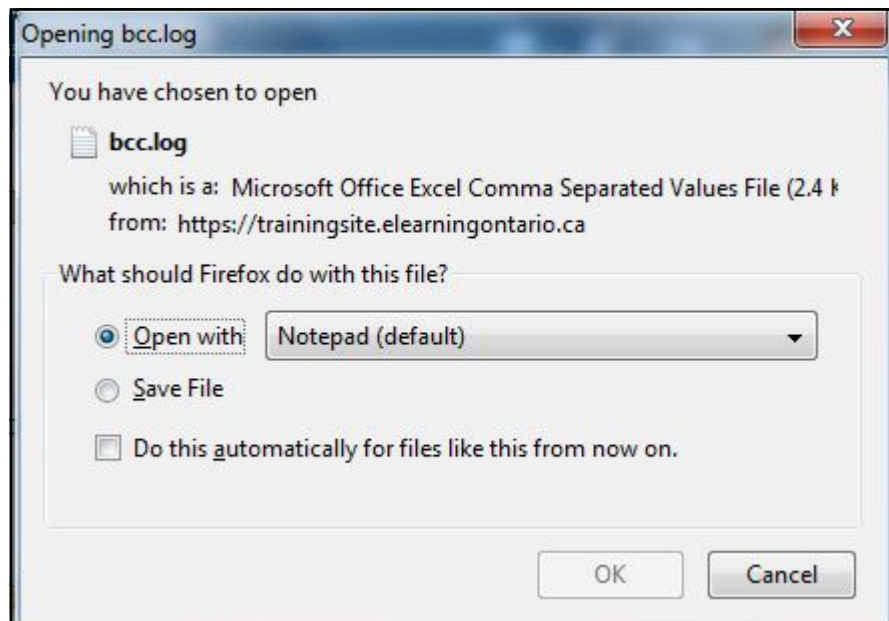 Opening bcc.log
You have chosen to open
bcc.log
which is a: Microsoft Office Excel Comma Separated Values File (2.4
from: https://trainingsite.elearningontario.ca
What should Firefox do with this file?
Open with Notepad (default)
Save File
Do this automatically for files like this from now on.
OK Cancel